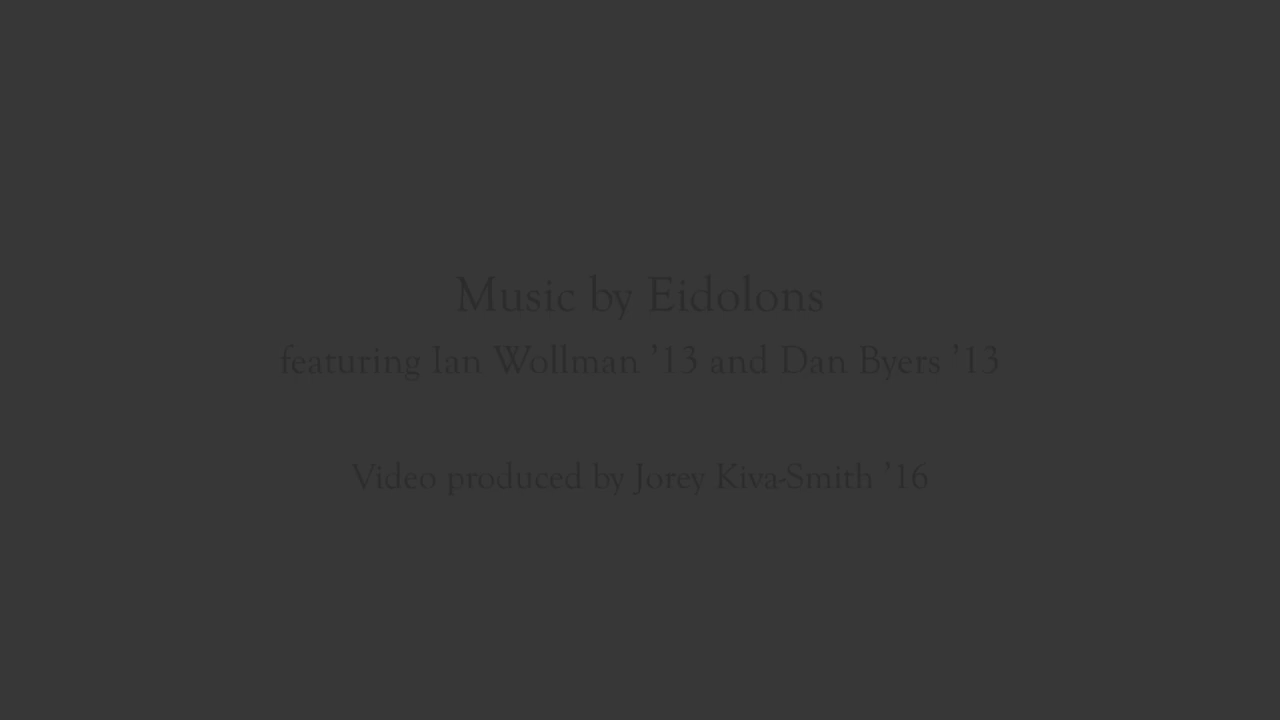 Music by Eidolons
featuring Ian Wollman ’13 and Dan Byers ’13
Video produced by Jorey Kiva-Smith ’16